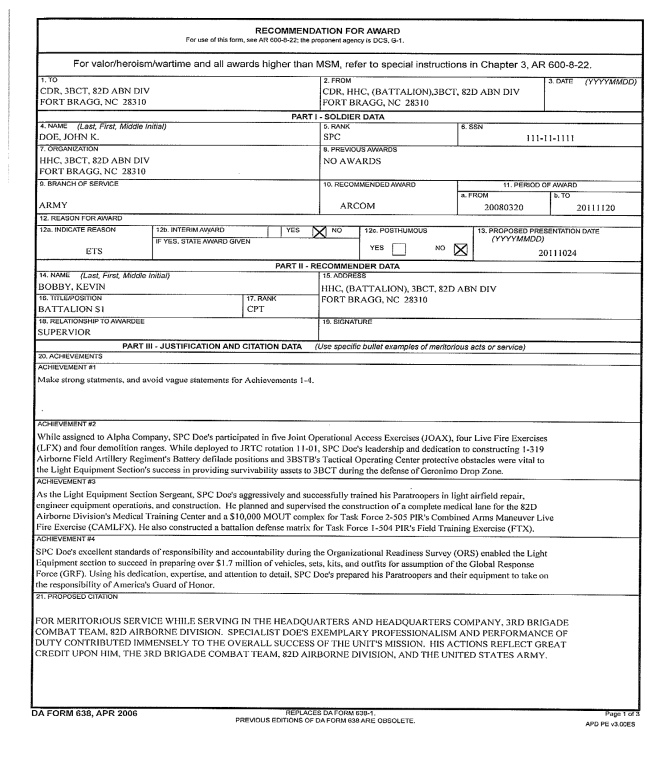 RECOMMENDATION FOR AWARD
For use of this form, see AR 600-8-22; the proponent agency is DCS, G-1.
For valor/heroism/wartime and all awards higher than MSM, refer to special instructions in Chapter 3, AR 600-8-22.
1. TO
CDR, 3BCT, 82D ABN DIV
FORT BRAGG, NC 28310
2. FROM
CDR, HHC, (BATTALION),3BCT, 82D ABN DIV
FORT BRAGG, NC 28310
3. DATE (YYYYMMDD)
PART I - SOLDIER DATA
4. NAME (Last, First, Middle Initial)
DOE, JOHN K.
5. RANK
SPC
6. SSN
111-11-1111
7. ORGANIZATION
HHC, 3BCT, 82D ABN DIV
FORT BRAGG, NC 28310
8. PREVIOUS AWARDS
NO AWARDS
9. BRANCH OF SERVICE
ARMY
10. RECOMMENDED AWARD
ARCOM
11. PERIOD OF AWARD
a. FROM
20080320
b. TO
20111120
12. REASON FOR AWARD
12a. INDICATE REASON
ETS
12b. INTERIM AWARD YES NO
IF YES, STATE AWARD GIVEN
12c. POSTHUMOUS
YES NO
13. PROPOSED PRESENTATION DATE
(YYYYMMDD)
20111024
PART II - RECOMMENDER DATA
14. NAME (Last, First, Middle Initial)
BOBBY, KEVIN
15. ADDRESS
HHC, (BATTALION), 3BCT, 82D ABN DIV
FORT BRAGG, NC 28310
16. TITLE/POSITION
BATTALION S1
17. RANK
CPT
18. RELATIONSHIP TO AWARDEE
SUPERVIOR
19. SIGNATURE
PART III - JUSTIFICATION AND CITATION DATA (Use specific bullet examples of meritorious acts or service)
20. ACHIEVEMENTS
ACHIEVEMENT #1
Make strong statments, and avoid vague statements for Achievements 1-4.
ACHIEVEMENT #2
While assigned to Alpha Company, SPC Doe's participated in five Joint Operational Access Exercises (JOAX), four Live Fire Exercises
(LFX) and four demolition ranges. While deployed to JRTC rotation 11-01, SPC Doe's leadership and dedication to constructing 1-319
Airborne Field Artillery Regiment's Battery defilade positions and 3BSTB's Tactical Operating Center protective obstacles were vital to
the Light Equipment Section's success in providing survivability assets to 3BCT during the defense of Geronimo Drop Zone.
ACHIEVEMENT #3
As the Light Equipment Section Sergeant, SPC Doe's aggressively and successfully trained his Paratroopers in light airfield repair,
engineer equipment operations, and construction. He planned and supervised the construction of a complete medical lane for the 82D
Airborne Division's Medical Training Center and a $10,000 MOUT complex for Task Force 2-505 PIR's Combined Arms Maneuver Live
Fire Exercise (CAMLFX). He also constructed a battalion defense matrix for Task Force 1-504 PIR's Field Training Exercise (FTX).
ACHIEVEMENT #4
SPC Doe's excellent standards of responsibility and accountability during the Organizational Readiness Survey (ORS) enabled the Light
Equipment section to succeed in preparing over $1.7 million of vehicles, sets, kits, and outfits for assumption of the Global Response
Force (GRF). Using his dedication, expertise, and attention to detail, SPC Doe's prepared his Paratroopers and their equipment to take on
the responsibility of America's Guard of Honor.
21. PROPOSED CITATION
FOR MERITORIOUS SERVICE WHILE SERVING IN THE HEADQUARTERS AND HEADQUARTERS COMPANY, 3RD BRIGADE
COMBAT TEAM, 82D AIRBORNE DIVISION. SPECIALIST DOE'S EXEMPLARY PROFESSIONALISM AND PERFORMANCE OF
DUTY CONTRIBUTED IMMENSELY TO THE OVERALL SUCCESS OF THE UNIT'S MISSION. HIS ACTIONS REFLECT GREAT
CREDIT UPON HIM, THE 3RD BRIGADE COMBAT TEAM, 82D AIRBORNE DIVISION, AND THE UNITED STATES ARMY.
DA FORM 638, APR 2006
REPLACES DA FORM 638-1.
PREVIOUS EDITIONS OF DA FORM 638 ARE OBSOLETE.
Page 1 of 3
APD PE v3.00ES